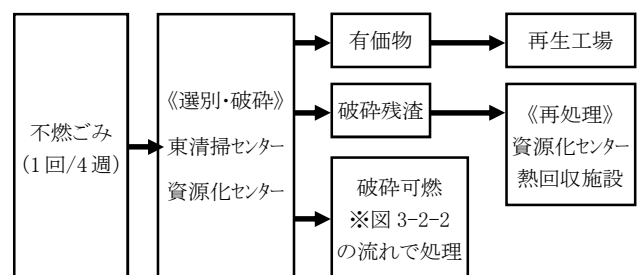 不燃ごみ
(1回/4週)
《選別・破砕》
東清掃センター
資源化センター
有価物
再生工場
破砕残渣
《再処理》
資源化センター
熱回収施設
破砕可燃
※図 3-2-2
の流れで処理